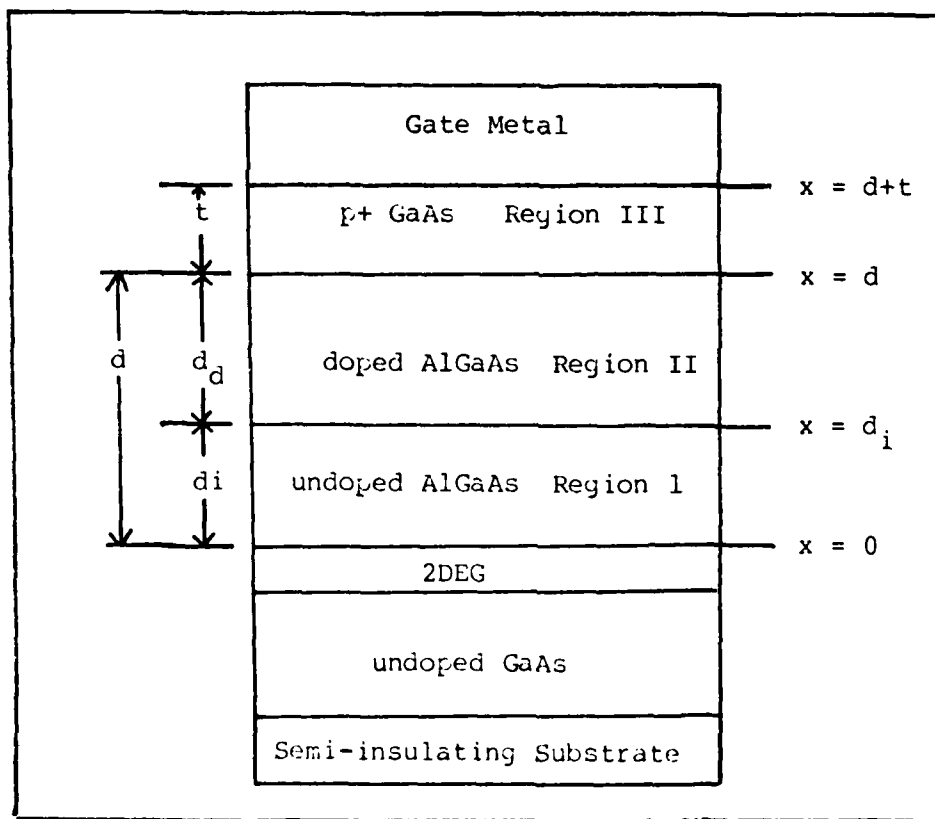 Gate Metal
x = d+t
t
p+ GaAs Region III
x = d
d
d_d
doped AlGaAs Region II
x = d_i
di
undoped AlGaAs Region 1
x = 0
2DEG
undoped GaAs
Semi-insulating Substrate